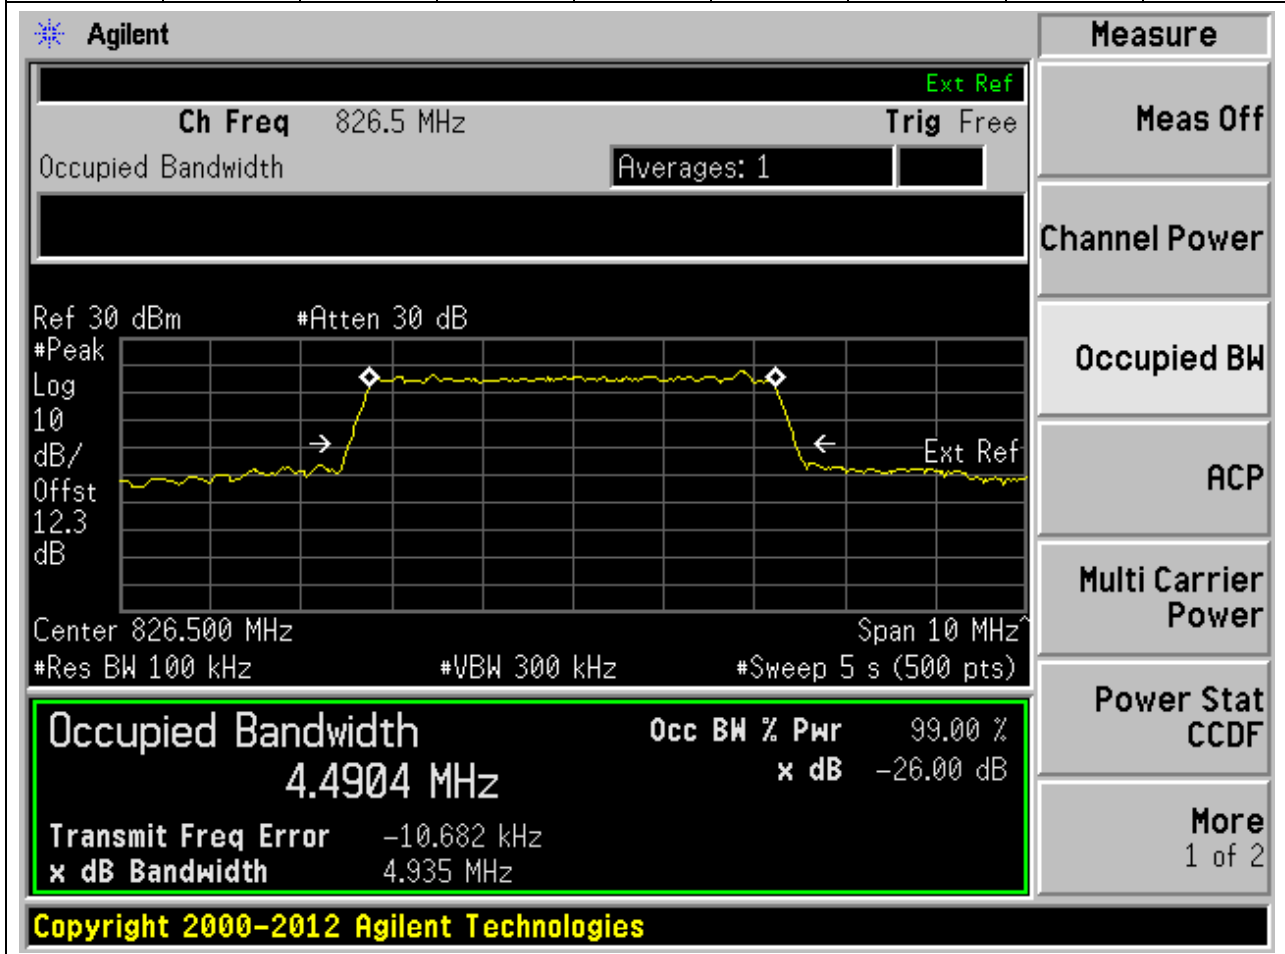 Agilent
Measure
Ext Ref
Ch Freq 826.5 MHz Trig Free
Occupied Bandwidth Averages: 1
Meas Off
Channel Power
Occupied BW
ACP
Multi Carrier
Power
Power Stat
CCDF
More
1 of 2
Ref 30 dBm #Atten 30 dB
#Peak
Log
10
dB/
Offst
12.3
dB
Ext Ref
Center 826.500 MHz Span 10 MHz^
#Res BW 100 kHz #VBW 300 kHz #Sweep 5 s (500 pts)
Occupied Bandwidth
4.4904 MHz
Occ BW % Pwr 99.00 %
x dB -26.00 dB
Transmit Freq Error -10.682 kHz
x dB Bandwidth 4.935 MHz
Copyright 2000-2012 Agilent Technologies